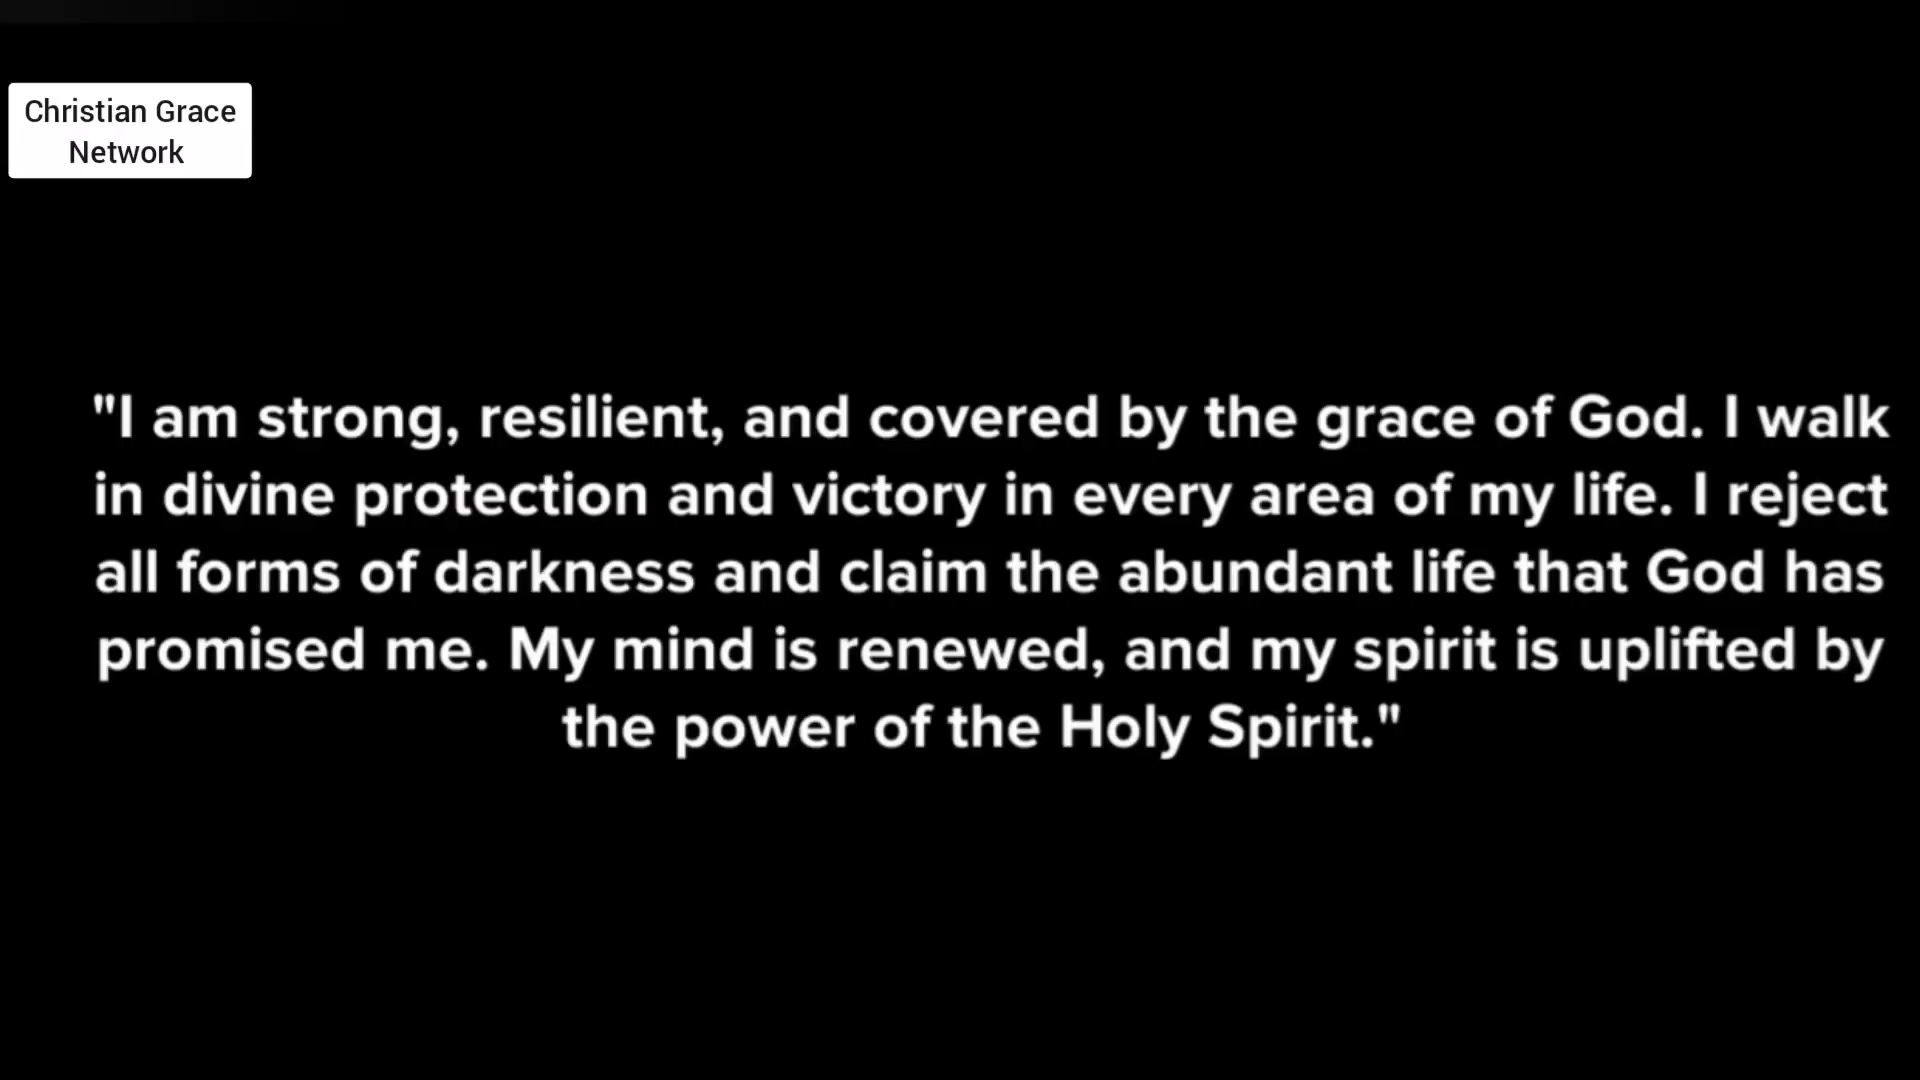 Christian Grace
Network
"I am strong, resilient, and covered by the grace of God. I walk
in divine protection and victory in every area of my life. I reject
all forms of darkness and claim the abundant life that God has
promised me. My mind is renewed, and my spirit is uplifted by
the power of the Holy Spirit."